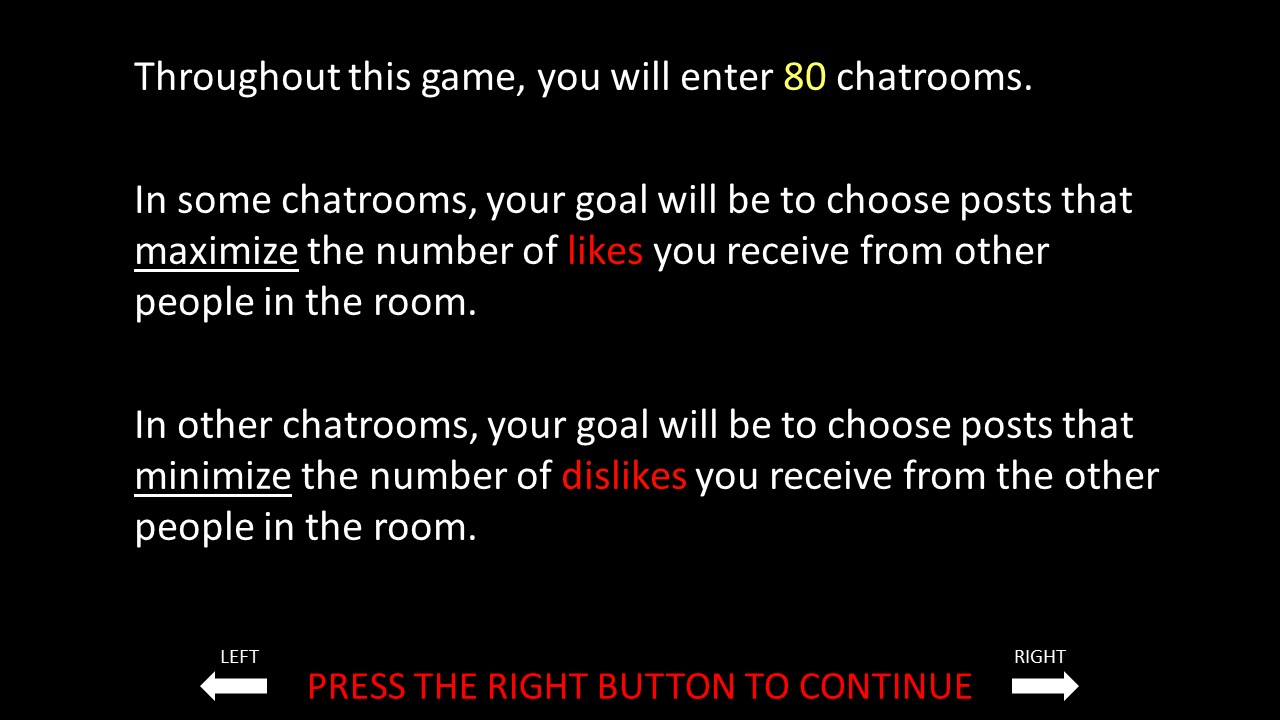 Throughout this game, you will enter 80 chatrooms.
In some chatrooms, your goal will be to choose posts that
maximize the number of likes you receive from other
people in the room.
In other chatrooms, your goal will be to choose posts that
minimize the number of dislikes you receive from the other
people in the room.
LEFT
RIGHT
PRESS THE RIGHT BUTTON TO CONTINUE